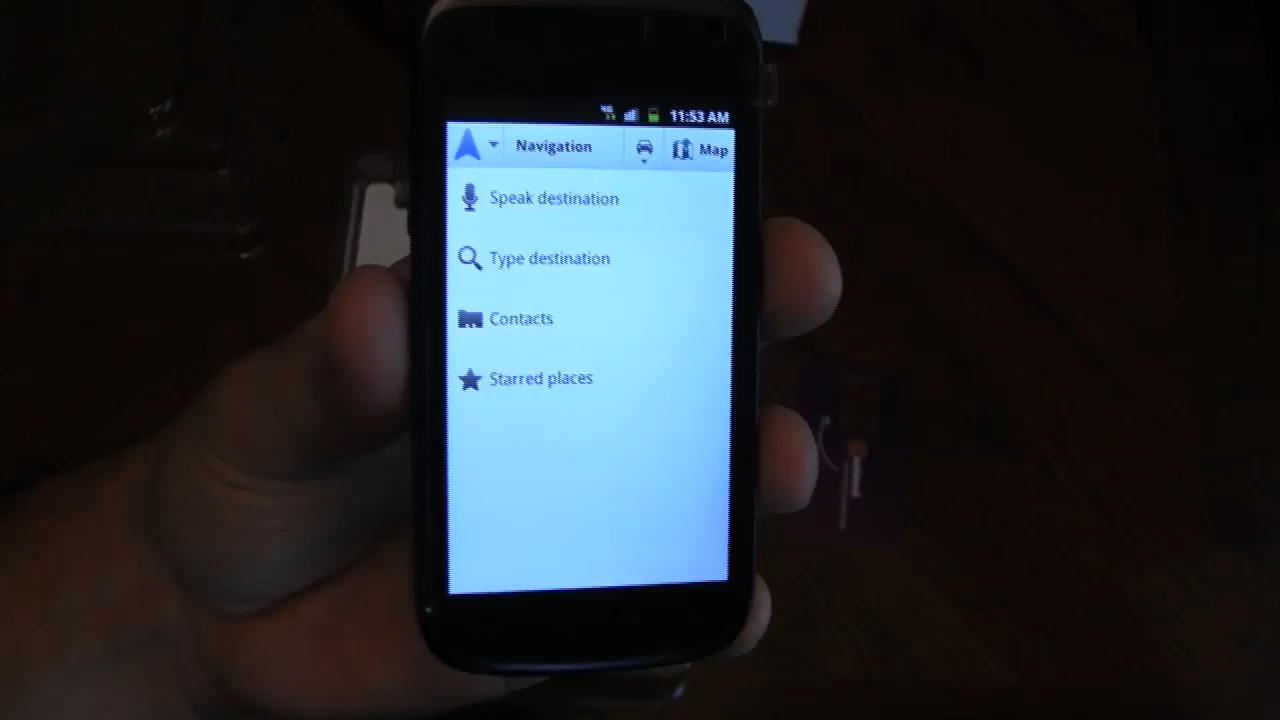 11:53 AM
Navigation
Map
Speak destination
Type destination
Contacts
Starred places